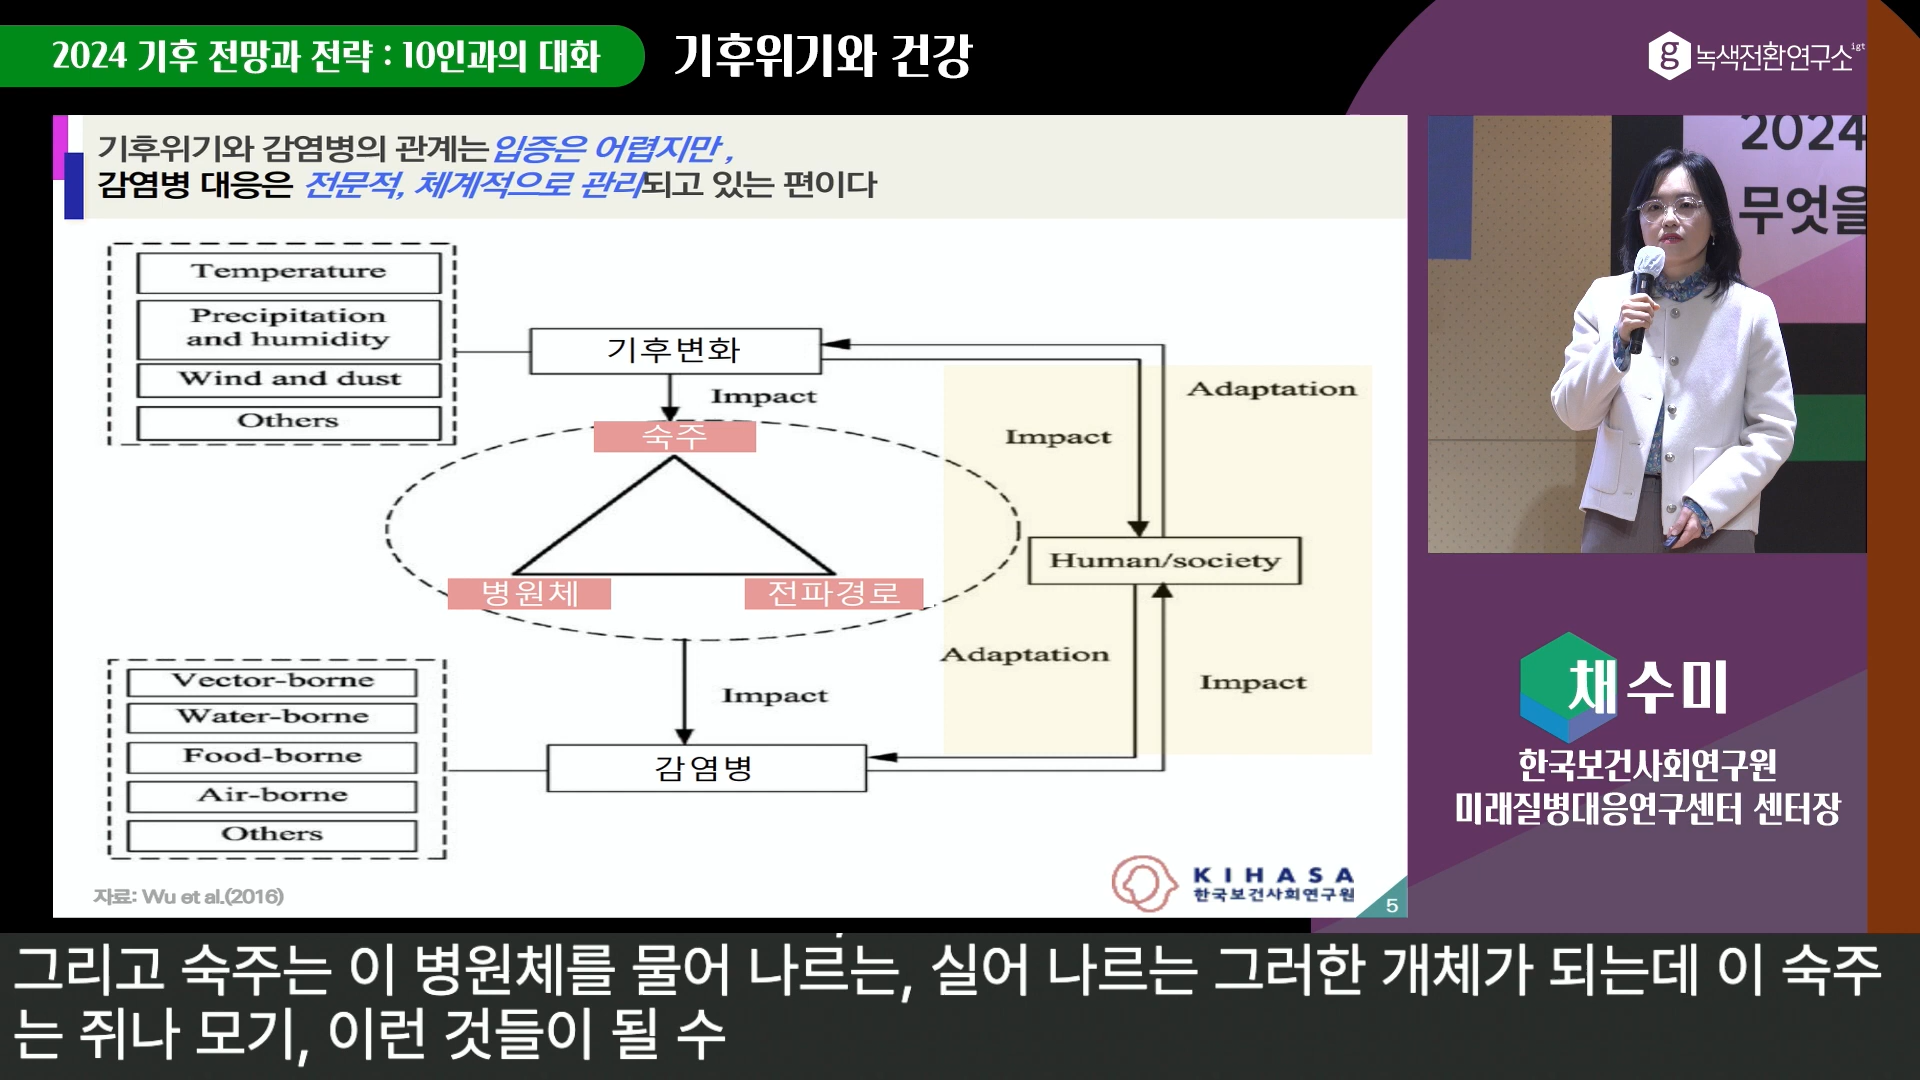 2024 기후 전망과 전략 : 10인과의 대화
기후위기와 건강
녹색전환연구소 igt
기후위기와 감염병의 관계는 입증은 어렵지만,
감염병 대응은 전문적, 체계적으로 관리되고 있는 편이다
Temperature
Precipitation
and humidity
Wind and dust
Others
기후변화
Impact
숙주
병원체
전파경로
Impact
감염병
Vector-borne
Water-borne
Food-borne
Air-borne
Others
Adaptation
Impact
Human/society
Adaptation
Impact
자료: Wu et al.(2016)
KIHASA
한국보건사회연구원
5
2024
무엇을
채수미
한국보건사회연구원
미래질병대응연구센터 센터장
그리고 숙주는 이 병원체를 물어 나르는, 실어 나르는 그러한 개체가 되는데 이 숙주
는 쥐나 모기, 이런 것들이 될 수